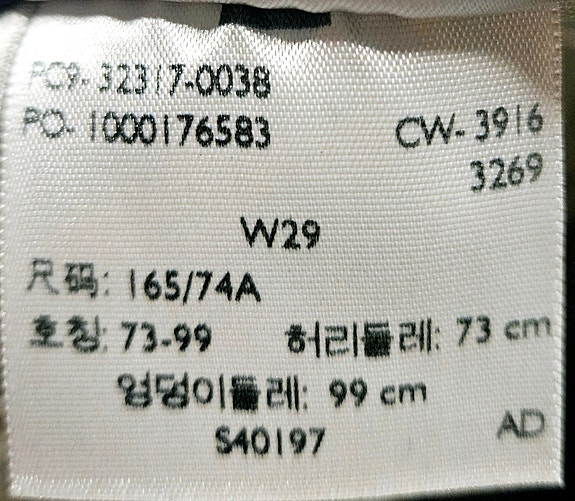 PC9-32317-0038
PO- 1000176583
CW- 3916
3269
W29
尺码: 165/74A
호칭: 73-99 허리둘레: 73 cm
엉덩이둘레: 99 cm
S40197
AD